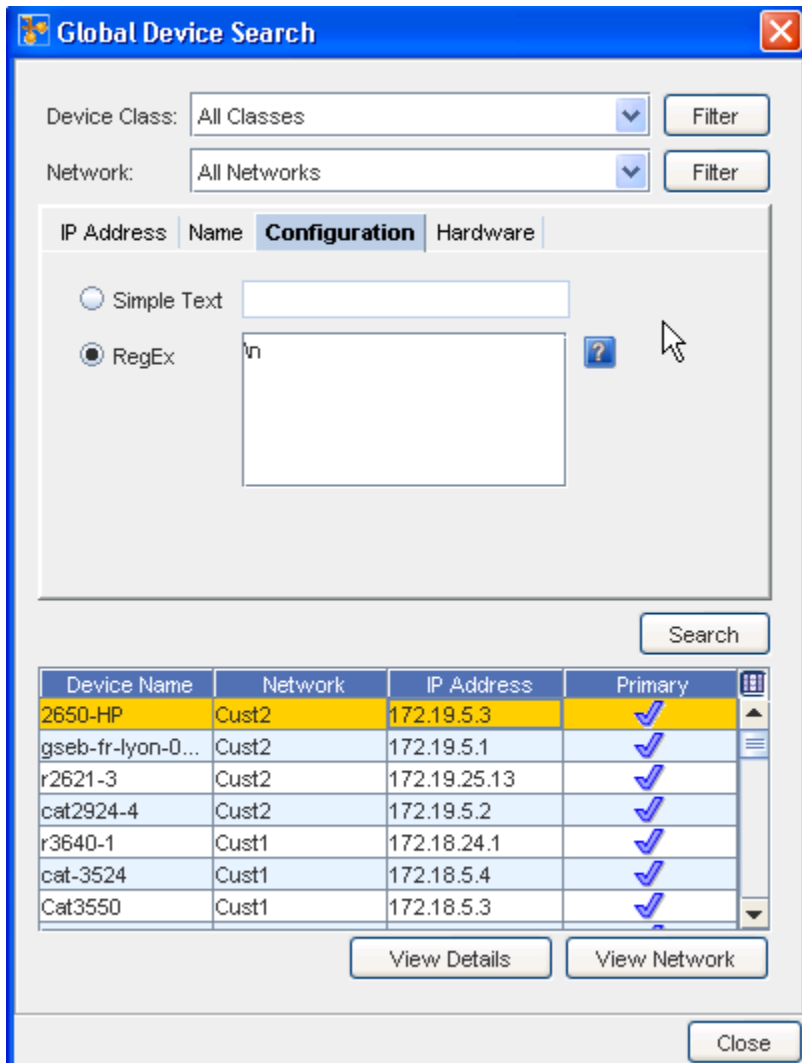 Global Device Search
Device Class: All Classes Filter
Network: All Networks Filter
IP Address Name Configuration Hardware
Simple Text
RegEx \n ?
Search
Device Name Network IP Address Primary
2650-HP Cust2 172.19.5.3
gseb-fr-lyon-0... Cust2 172.19.5.1
r2621-3 Cust2 172.19.25.13
cat2924-4 Cust2 172.19.5.2
r3640-1 Cust1 172.18.24.1
cat-3524 Cust1 172.18.5.4
Cat3550 Cust1 172.18.5.3
View Details View Network
Close